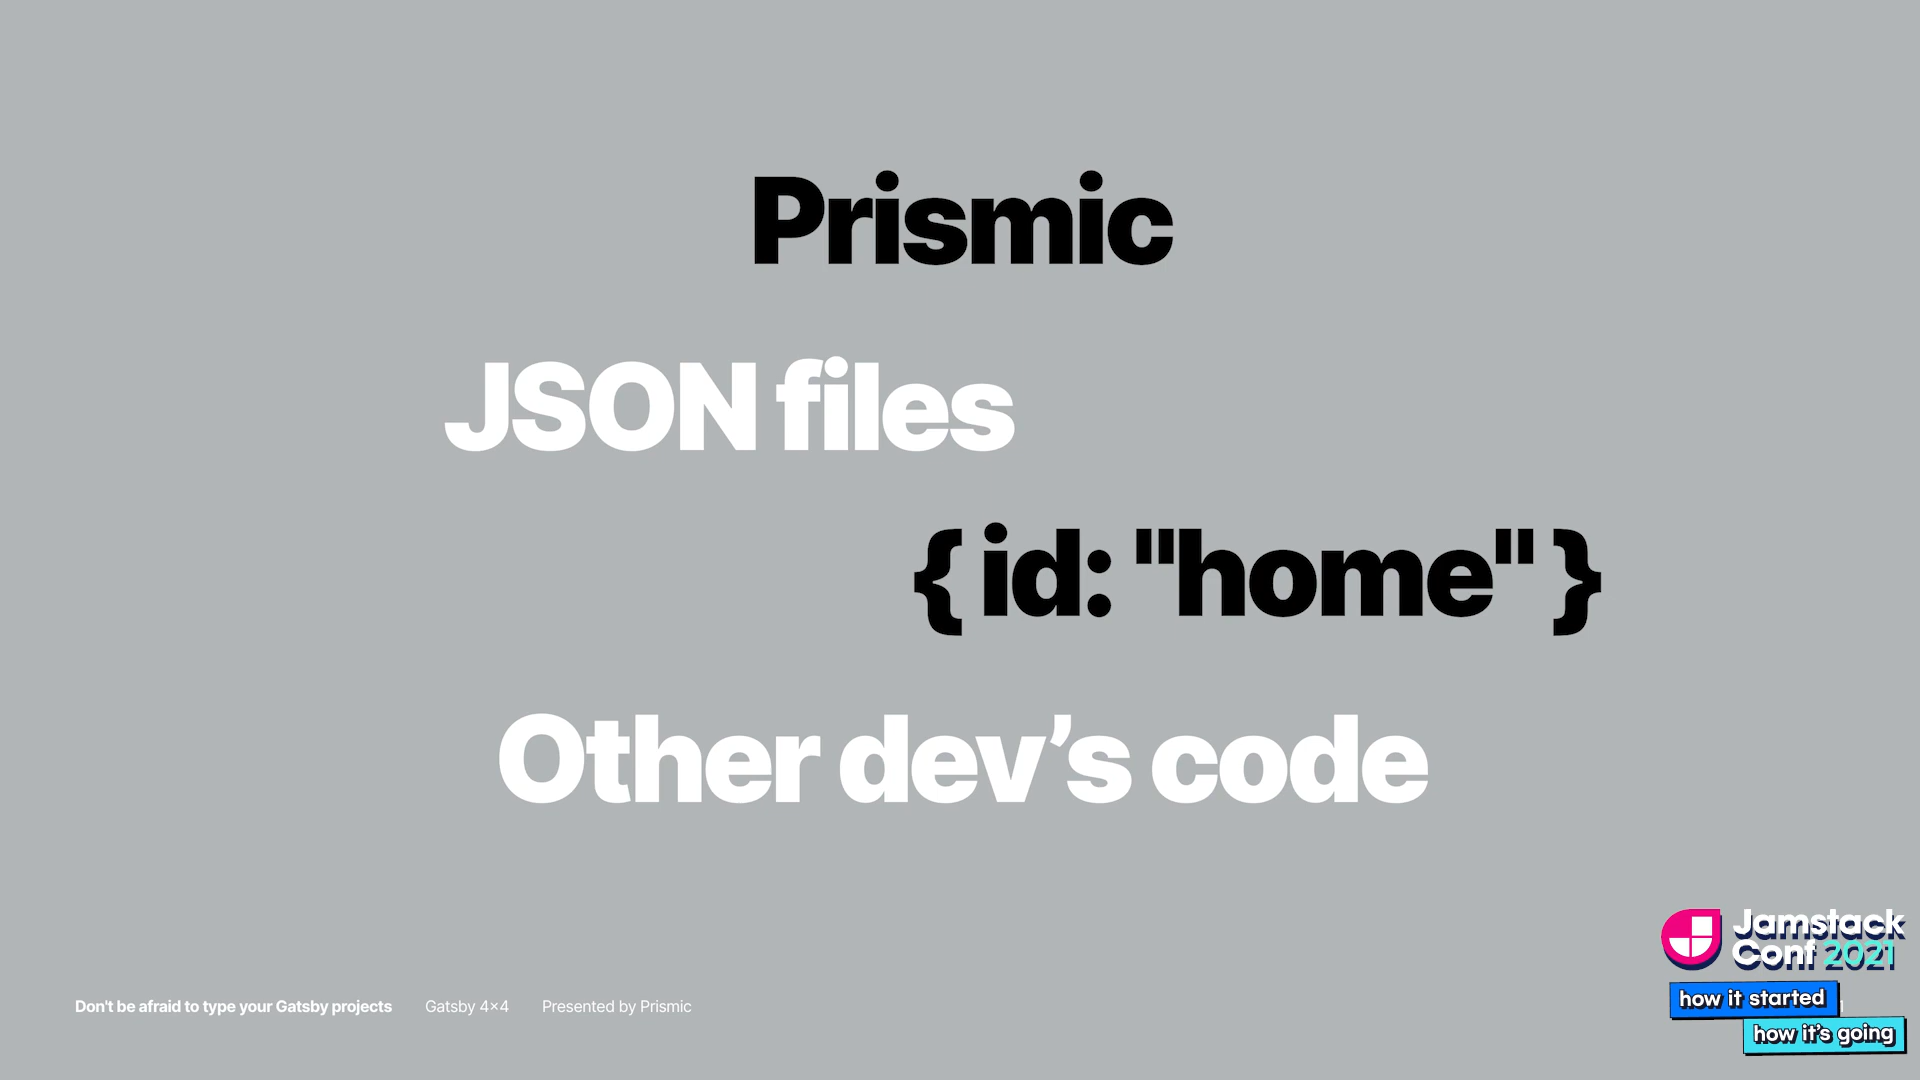 Prismic
JSON files
{ id: "home" }
Other dev’s code
Don't be afraid to type your Gatsby projects Gatsby 4×4 Presented by Prismic
Jamstack
Conf 2021
how it started
how it's going